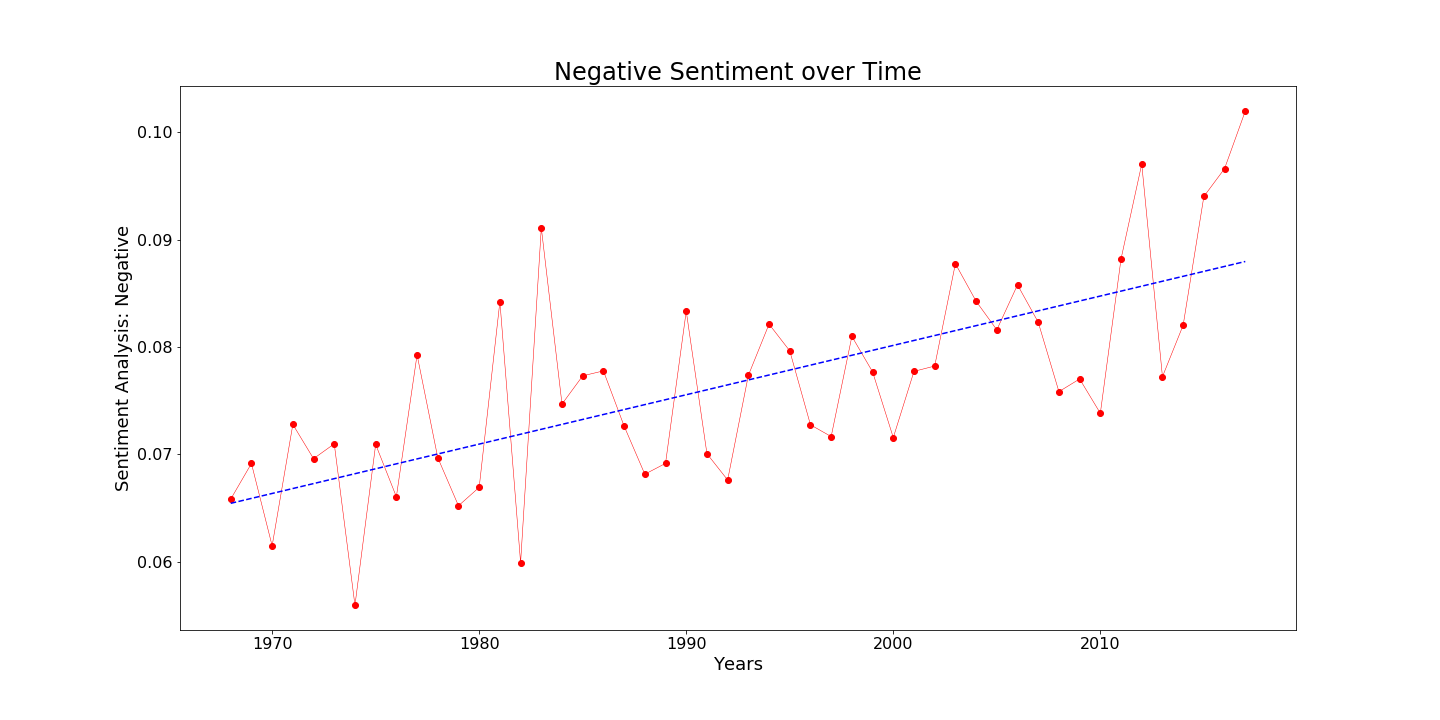 Negative Sentiment over Time
0.10
0.09
0.08
0.07
0.06
Sentiment Analysis: Negative
1970 1980 1990 2000 2010
Years